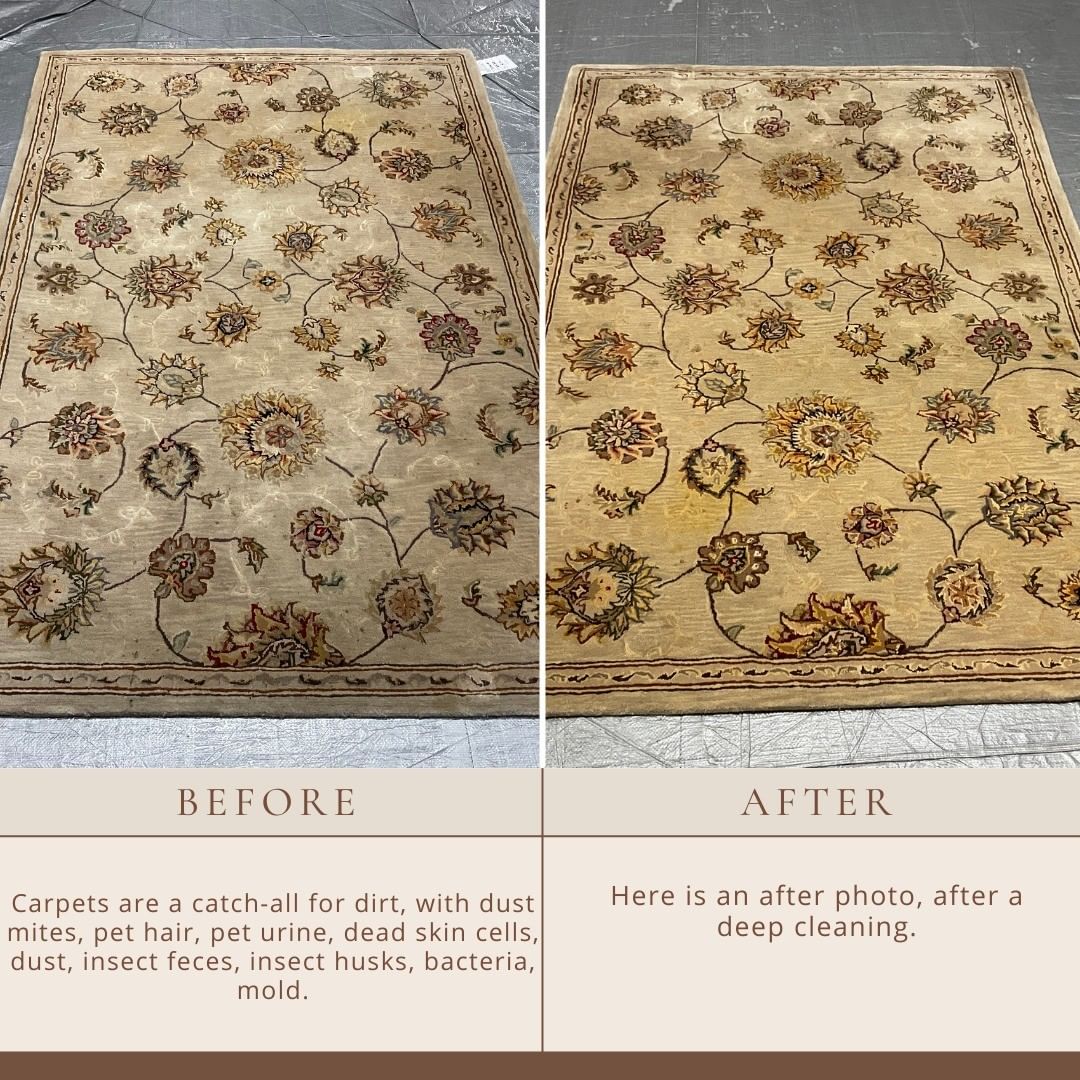 BEFORE
AFTER
Carpets are a catch-all for dirt, with dust
mites, pet hair, pet urine, dead skin cells,
dust, insect feces, insect husks, bacteria,
mold.
Here is an after photo, after a
deep cleaning.